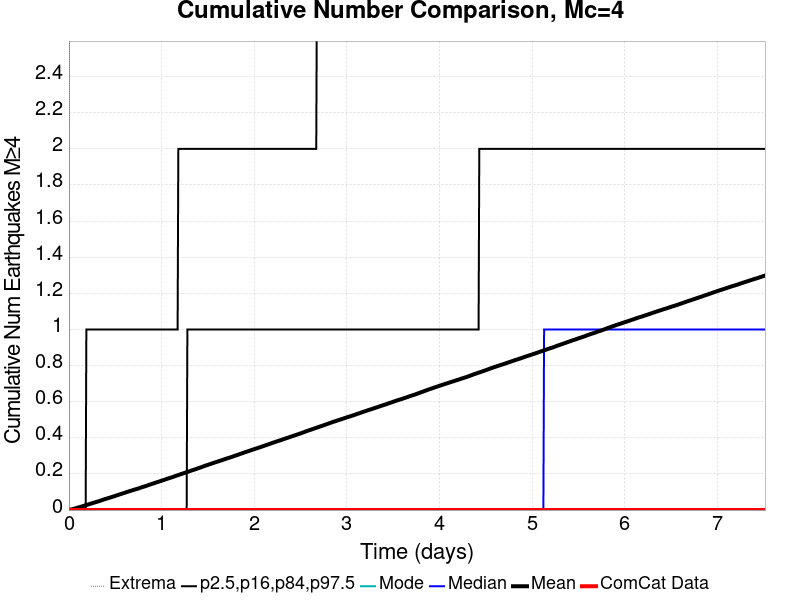 Cumulative Number Comparison, Mc=4
Cumulative Num Earthquakes M≥4
2.4
2.2
2
1.8
1.6
1.4
1.2
1
0.8
0.6
0.4
0.2
0
0 1 2 3 4 5 6 7
Time (days)
Extrema p2.5,p16,p84,p97.5 Mode Median Mean ComCat Data